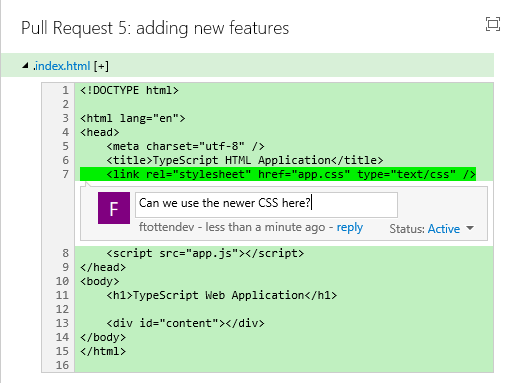 Pull Request 5: adding new features
index.html [+]
1 <!DOCTYPE html>
2
3 <html lang="en">
4 <head>
5 <meta charset="utf-8" />
6 <title>TypeScript HTML Application</title>
7 <link rel="stylesheet" href="app.css" type="text/css" />
F
Can we use the newer CSS here?
ftottendev - less than a minute ago - reply
Status: Active
8 <script src="app.js"></script>
9 </head>
10 <body>
11 <h1>TypeScript Web Application</h1>
12
13 <div id="content"></div>
14 </body>
15 </html>
16